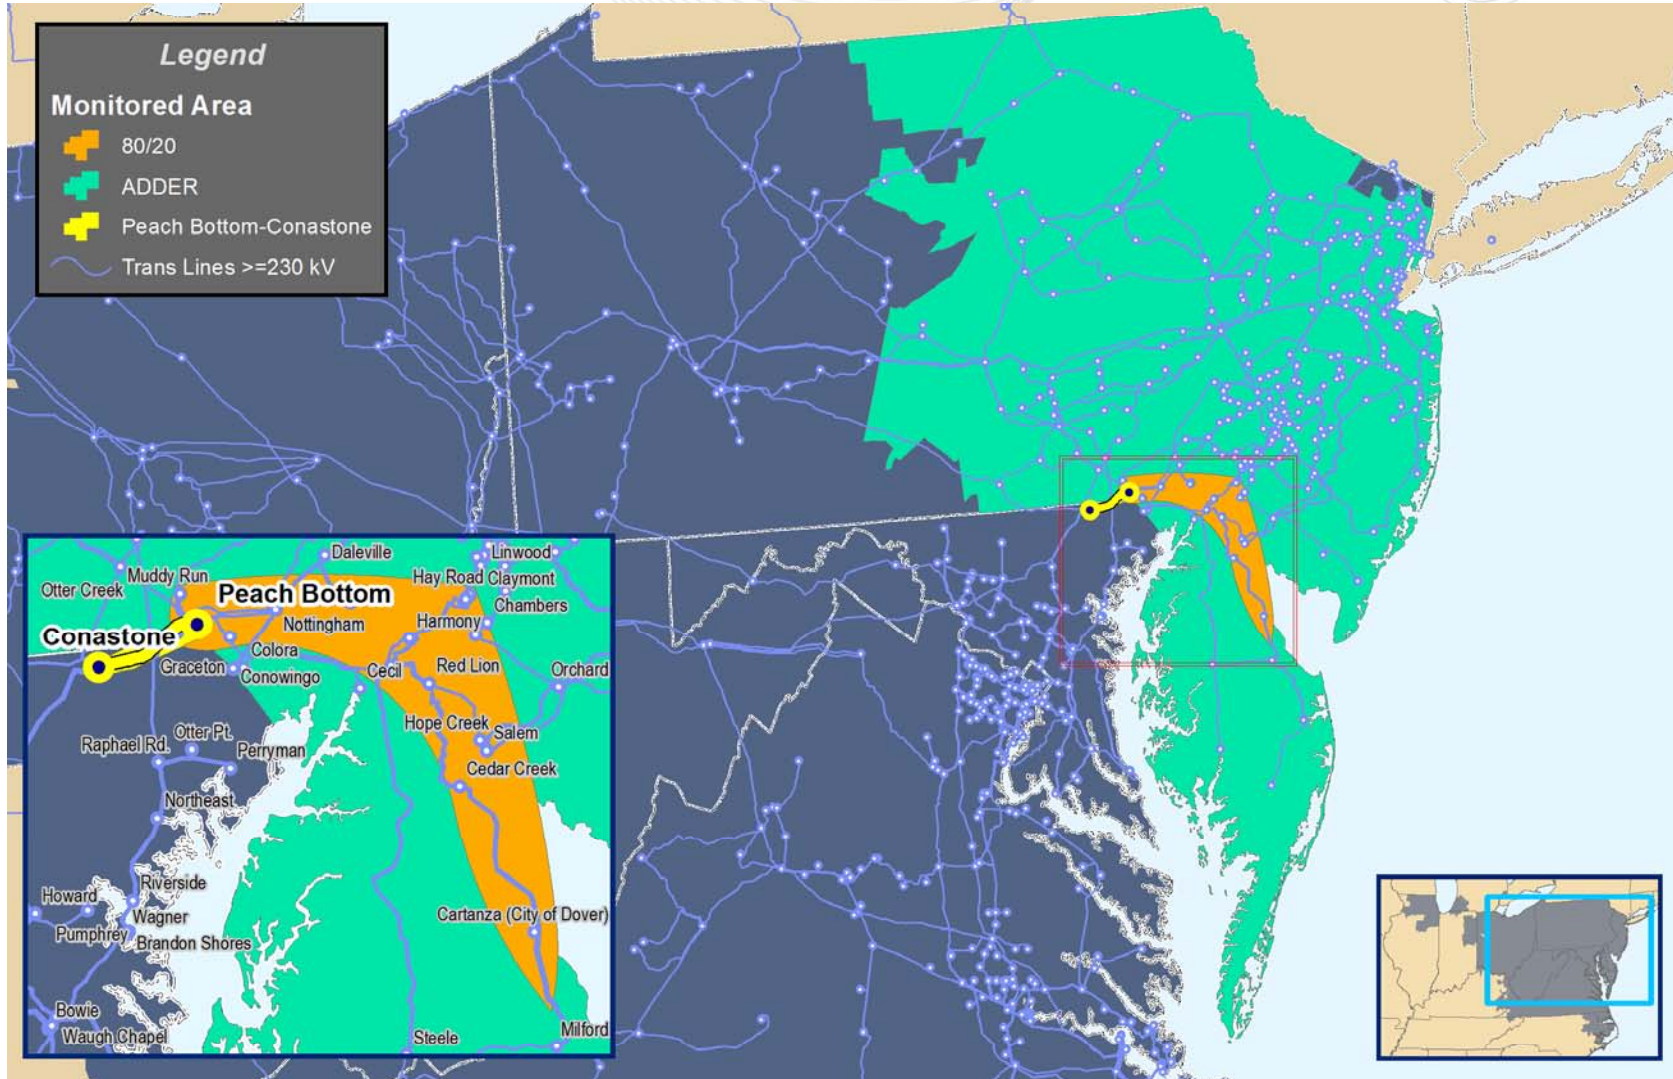 Legend
Monitored Area
80/20
ADDER
Peach Bottom-Conastone
Trans Lines >=230 kV
Daleville
Linwood
Muddy Run
Hay Road Claymont
Otter Creek
Peach Bottom
Chambers
Nottingham
Harmony
Conastone
Colora
Graceton
Conowingo
Cecil
Red Lion
Orchard
Hope Creek
Salem
Otter Pt.
Raphael Rd.
Perryman
Cedar Creek
Northeast
Riverside
Howard
Wagner
Cartanza (City of Dover)
Pumphrey
Brandon Shores
Bowie
Waugh Chapel
Steele
Milford